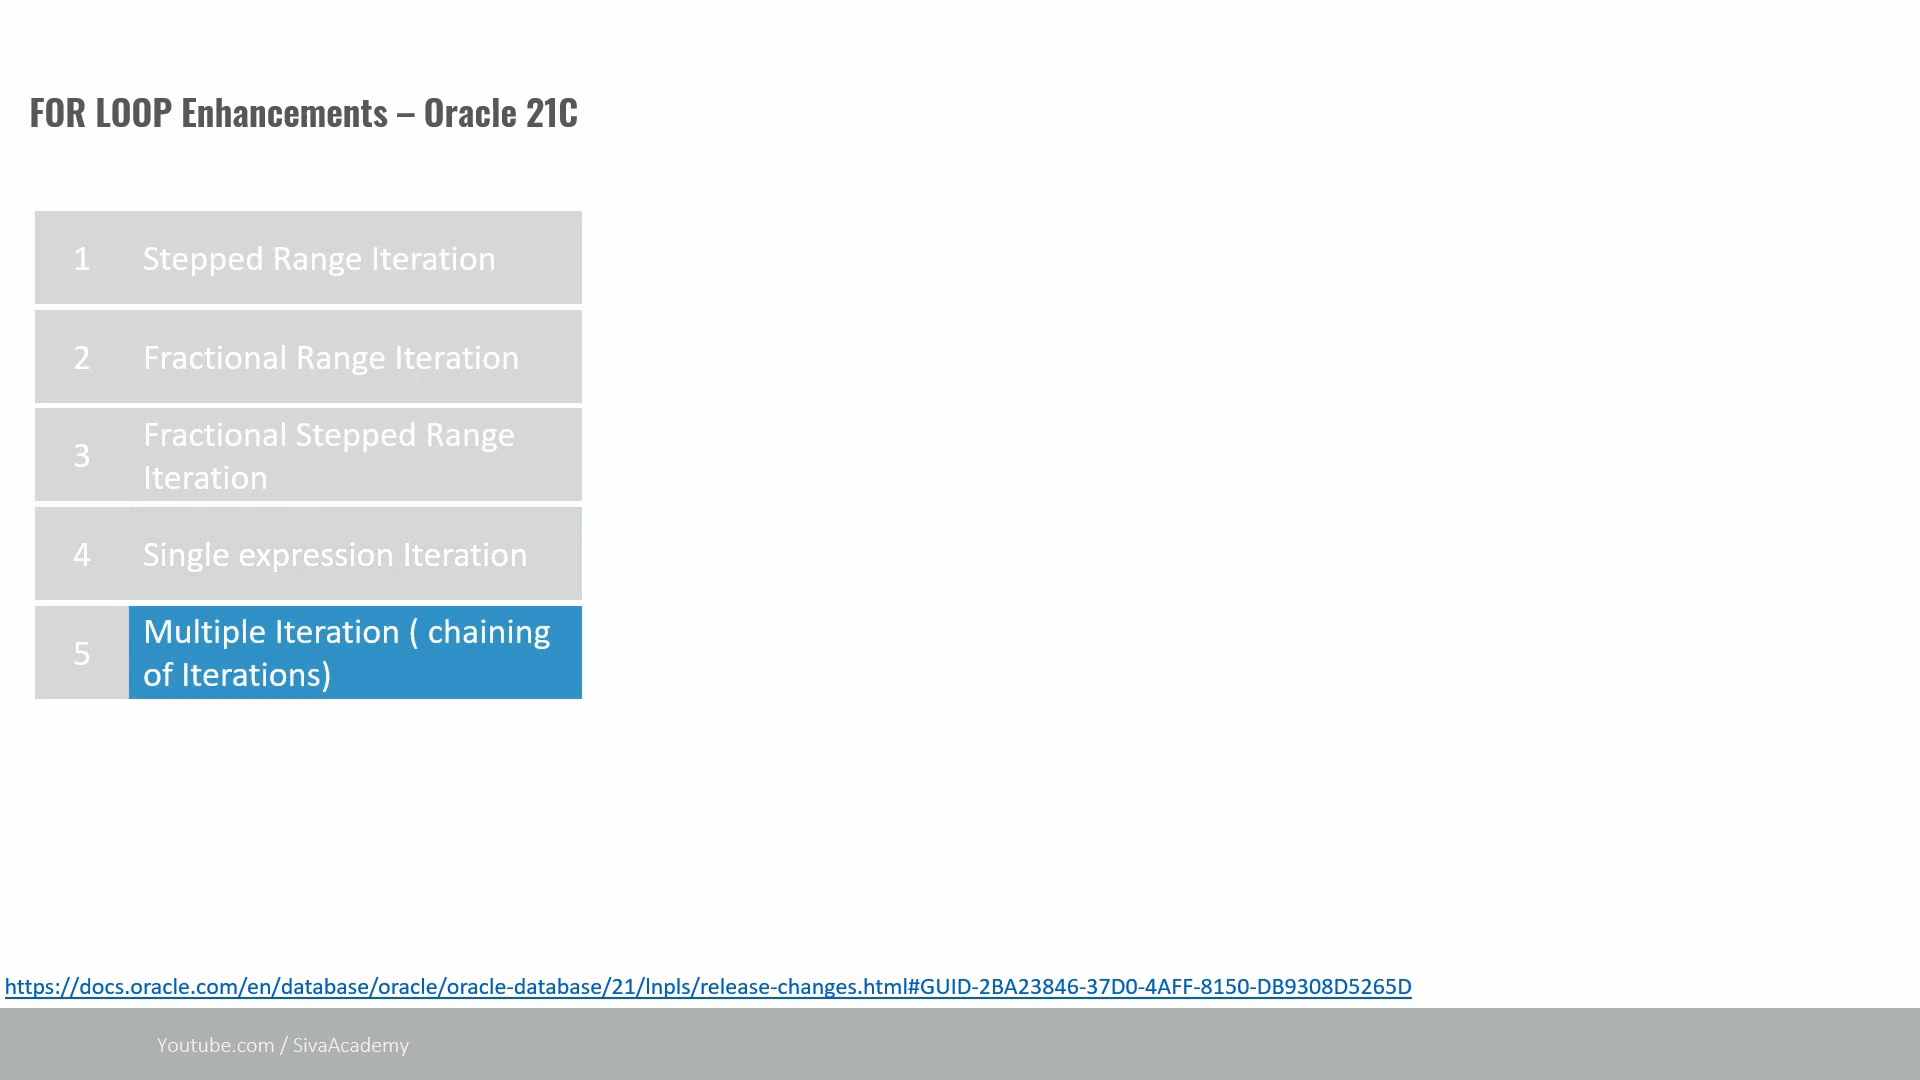 FOR LOOP Enhancements – Oracle 21C
1 Stepped Range Iteration
2 Fractional Range Iteration
3 Fractional Stepped Range
Iteration
4 Single expression Iteration
5 Multiple Iteration ( chaining
of Iterations)
https://docs.oracle.com/en/database/oracle/oracle-database/21/lnpls/release-changes.html#GUID-2BA23846-37D0-4AFF-8150-DB9308D5265D
Youtube.com / SivaAcademy